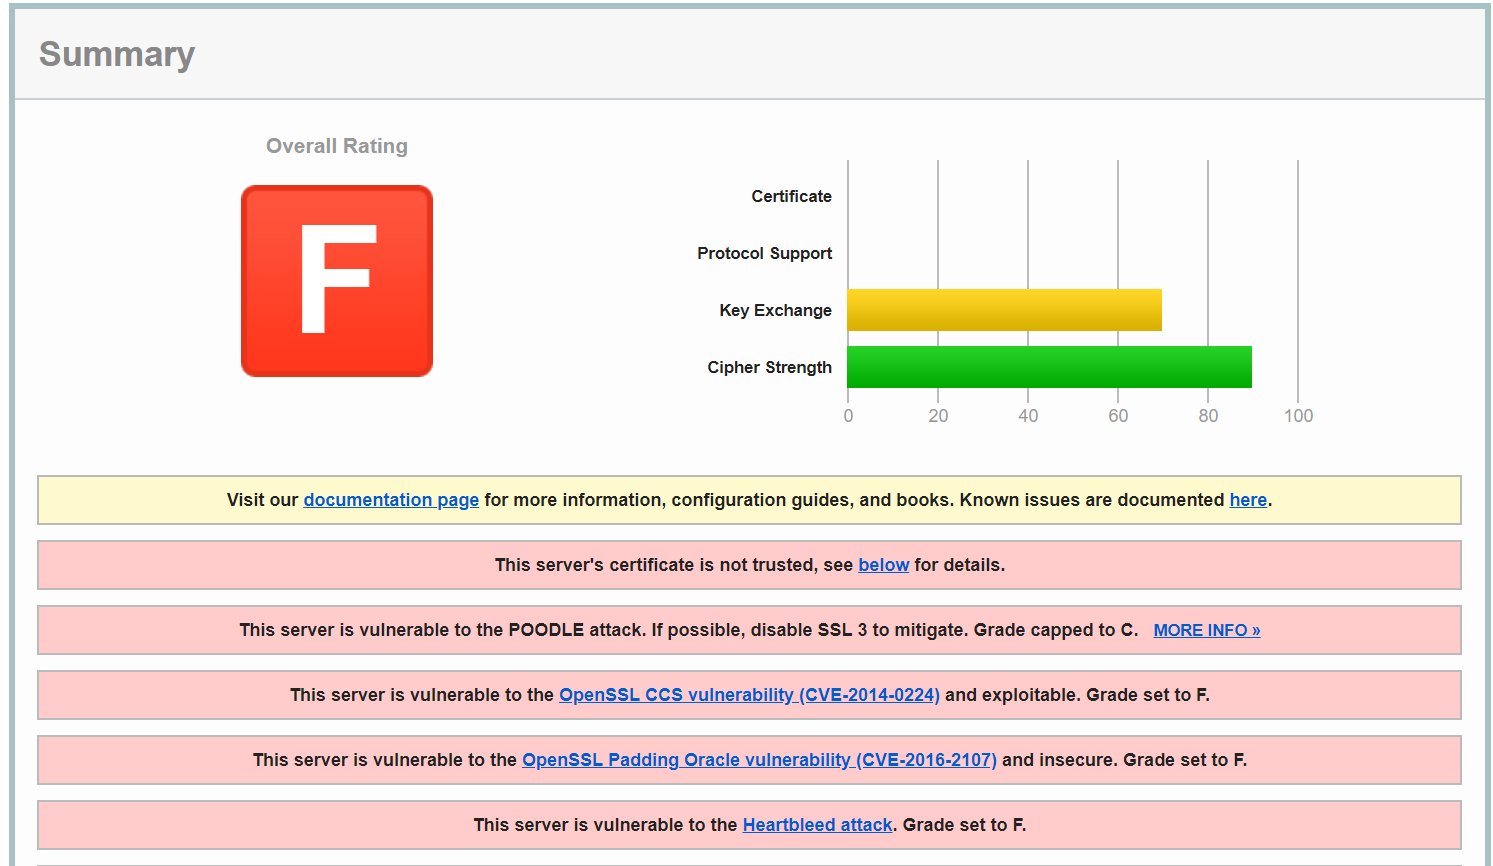 Summary
Overall Rating
F
Certificate
Protocol Support
Key Exchange
Cipher Strength
0 20 40 60 80 100
Visit our documentation page for more information, configuration guides, and books. Known issues are documented here.
This server's certificate is not trusted, see below for details.
This server is vulnerable to the POODLE attack. If possible, disable SSL 3 to mitigate. Grade capped to C. MORE INFO »
This server is vulnerable to the OpenSSL CCS vulnerability (CVE-2014-0224) and exploitable. Grade set to F.
This server is vulnerable to the OpenSSL Padding Oracle vulnerability (CVE-2016-2107) and insecure. Grade set to F.
This server is vulnerable to the Heartbleed attack. Grade set to F.